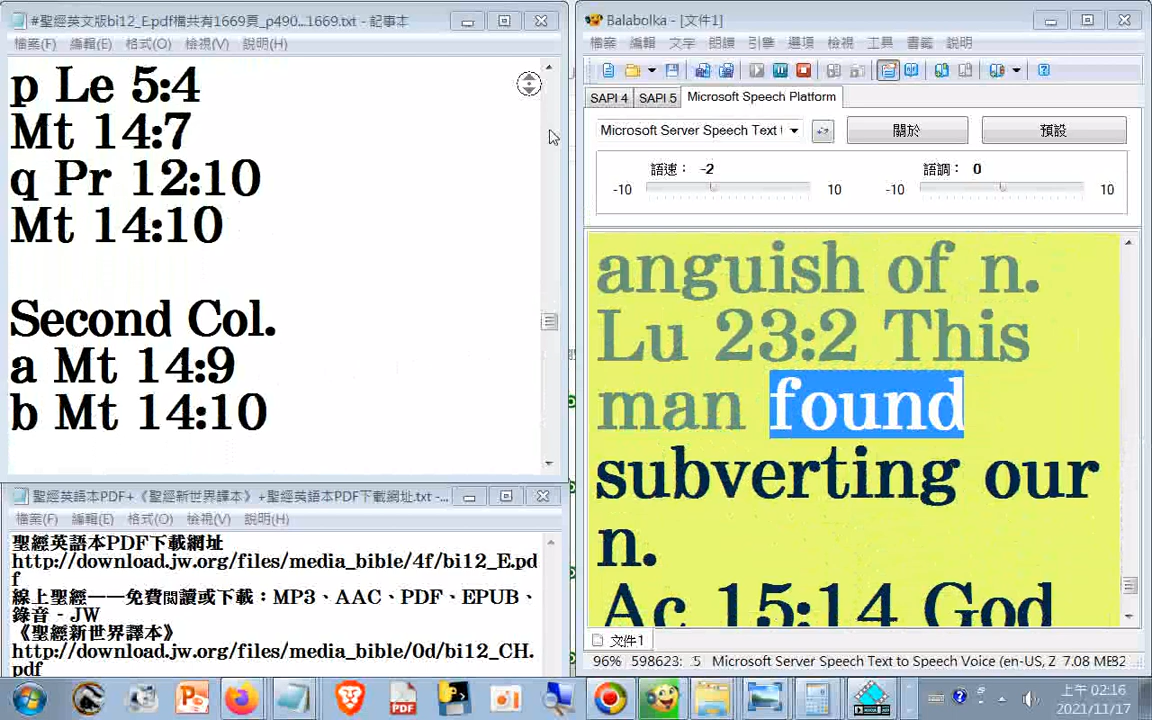 #聖經英文版bi12_E.pdf檔共有1669頁_p490...1669.txt - 記事本
檔案(F) 編輯(E) 格式(O) 檢視(V) 說明(H)
p Le 5:4
Mt 14:7
q Pr 12:10
Mt 14:10
Second Col.
a Mt 14:9
b Mt 14:10
聖經英語本PDF+《聖經新世界譯本》+聖經英語本PDF下載網址.txt -...
檔案(F) 編輯(E) 格式(O) 檢視(V) 說明(H)
聖經英語本PDF下載網址
http://download.jw.org/files/media_bible/4f/bi12_E.pd
f
線上聖經——免費閱讀或下載：MP3、AAC、PDF、EPUB、
錄音 - JW
《聖經新世界譯本》
http://download.jw.org/files/media_bible/0d/bi12_CH.
pdf
Balabolka - [文件1]
檔案 編輯 文字 朗讀 引擎 選項 檢視 工具 書籤 說明
SAPI 4 SAPI 5 Microsoft Speech Platform
Microsoft Server Speech Text 關於 預設
語速： -2 語調： 0
-10 10 -10 10
anguish of n.
Lu 23:2 This
man found
subverting our
n.
Ac 15:14 God
文件1
96% 598623: Microsoft Server Speech Text to Speech Voice (en-US, Z 7.08 MB
上午 02:16
2021/11/17